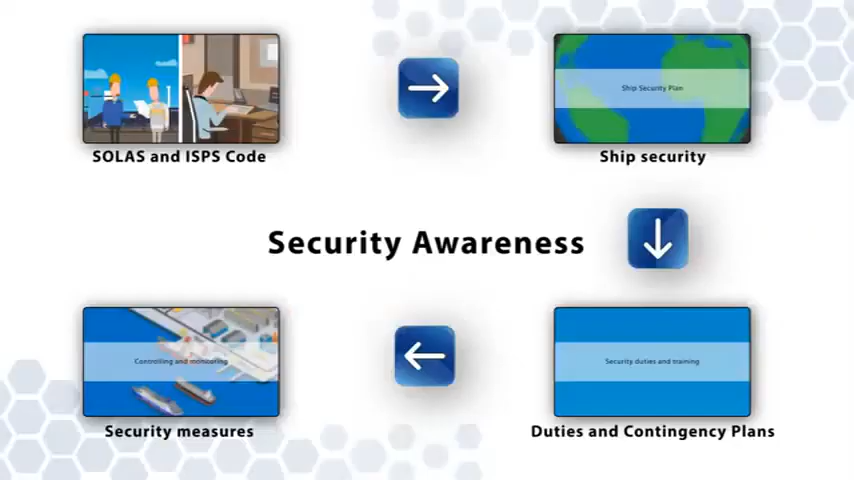 SOLAS and ISPS Code
Ship Security Plan
Ship security
Security Awareness
Controlling and monitoring
Security measures
Security duties and training
Duties and Contingency Plans